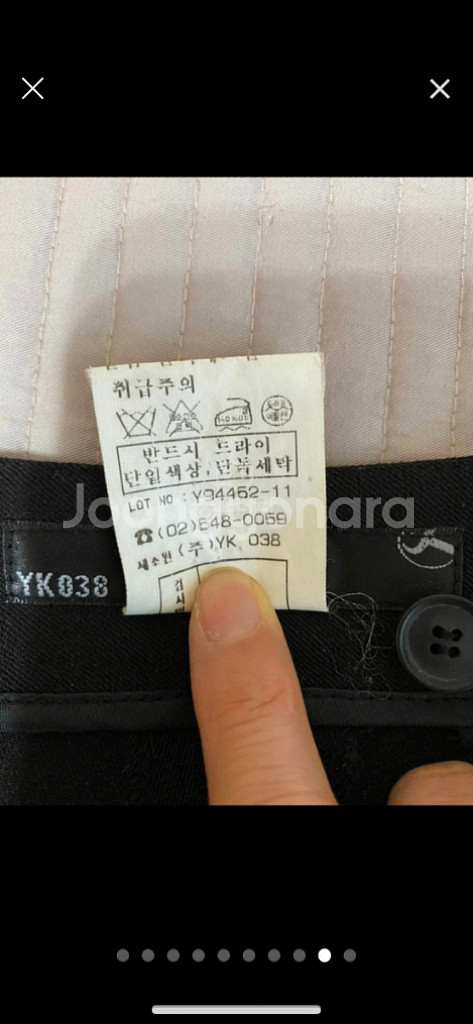 취급주의
반드시 드라이
단일색상, 단독세탁
LOT NO : Y94452-11
Joonggonara
☎(02)548-0059
제조원 (주)YK, 038
YK038